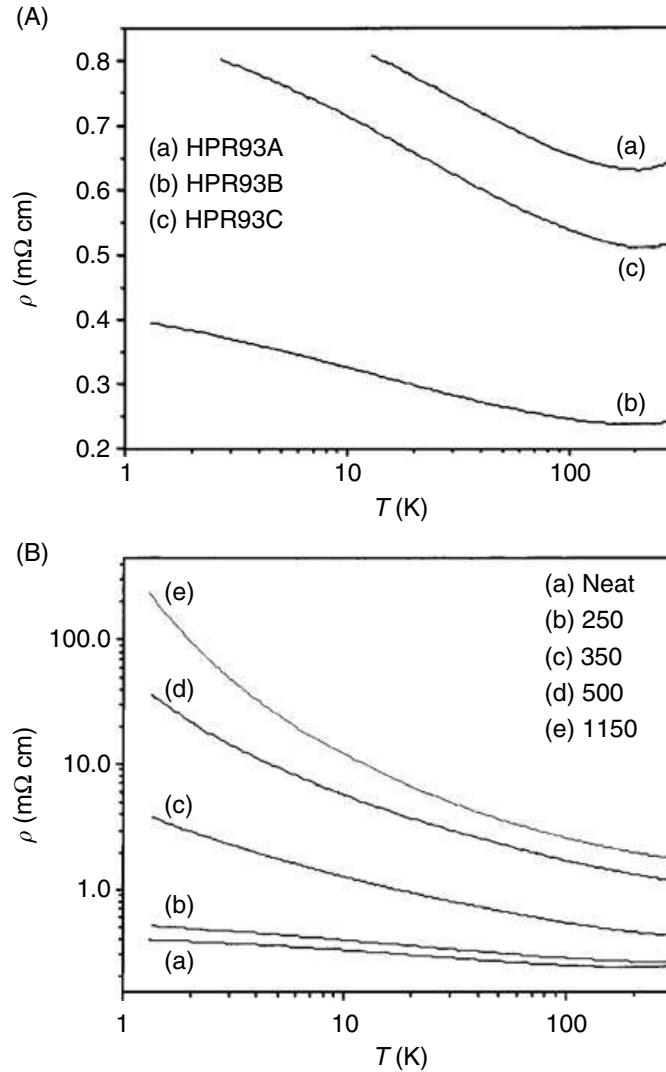 (A)
0.8
0.7
0.6
0.5
0.4
0.3
0.2
ρ (mΩ cm)
(a) HPR93A
(b) HPR93B
(c) HPR93C
(a)
(c)
(b)
1
10
100
T (K)
(B)
100.0
10.0
1.0
ρ (mΩ cm)
(e)
(d)
(c)
(b)
(a)
(a) Neat
(b) 250
(c) 350
(d) 500
(e) 1150
1
10
100
T (K)